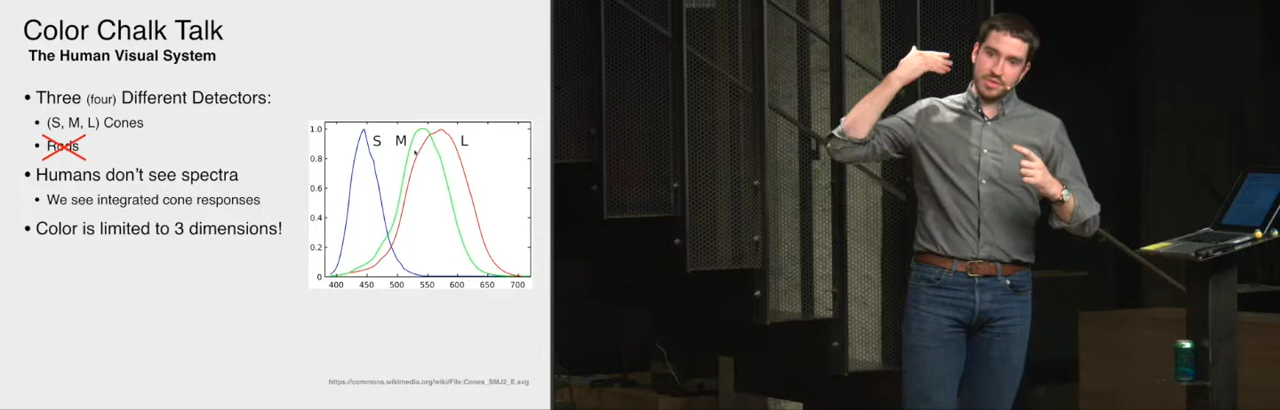 Color Chalk Talk
The Human Visual System
• Three (four) Different Detectors:
• (S, M, L) Cones
• Rods
• Humans don't see spectra
• We see integrated cone responses
• Color is limited to 3 dimensions!
S M L
1.0
0.8
0.6
0.4
0.2
0
400 450 500 550 600 650 700
https://commons.wikimedia.org/wiki/File:Cones_SMJ2_E.svg